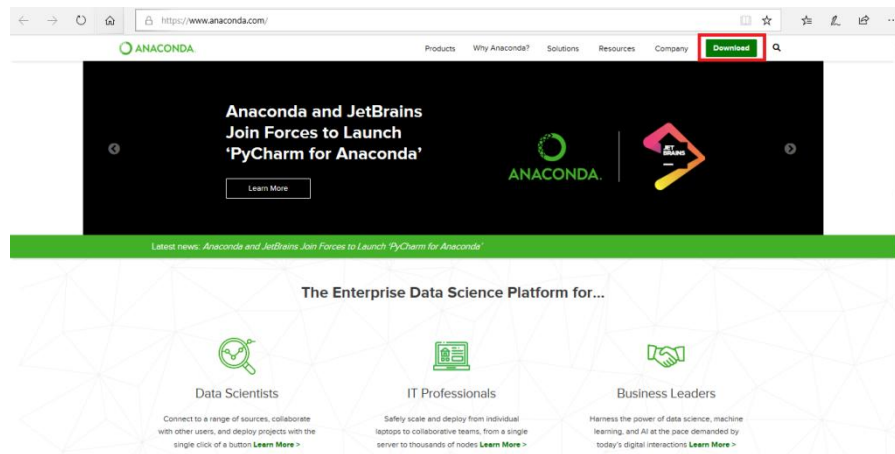 https://www.anaconda.com/
ANACONDA
Products Why Anaconda? Solutions Resources Company Download
Anaconda and JetBrains
Join Forces to Launch
‘PyCharm for Anaconda’
Learn More
ANACONDA.
JET
BRAINS
Latest news: Anaconda and JetBrains Join Forces to Launch ‘PyCharm for Anaconda’
The Enterprise Data Science Platform for...
Data Scientists
Connect to a range of sources, collaborate
with other users, and deploy projects with the
single click of a button Learn More >
IT Professionals
Safely scale and deploy from individual
laptops to collaborative teams, from a single
server to thousands of nodes Learn More >
Business Leaders
Harness the power of data science, machine
learning, and AI at the pace demanded by
today's digital interactions Learn More >